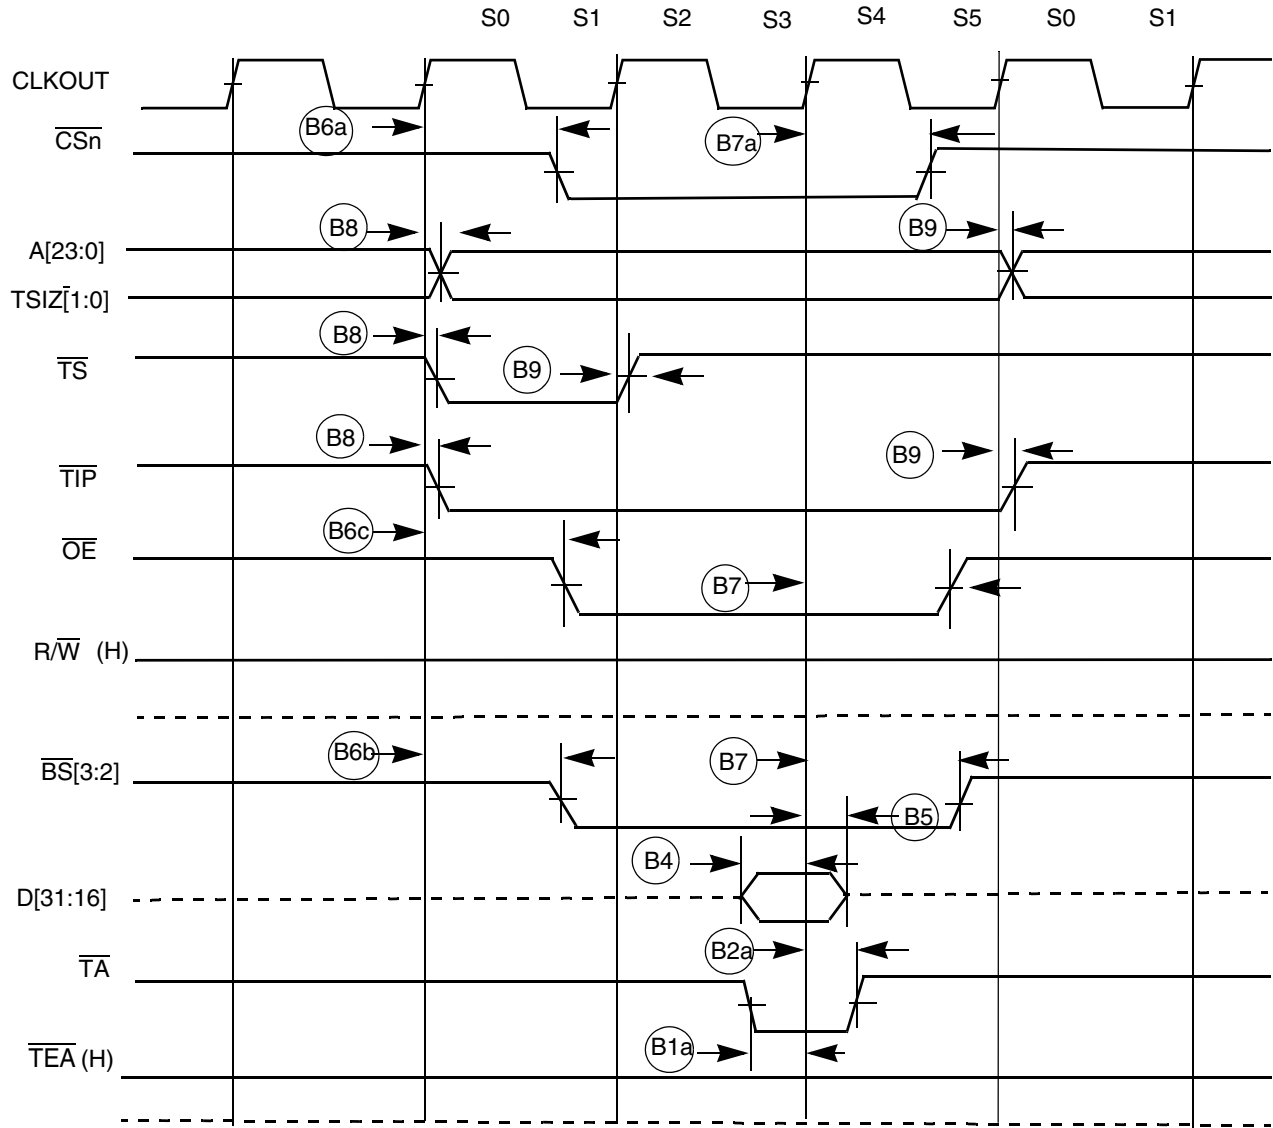 S0 S1 S2 S3 S4 S5 S0 S1
CLKOUT
B6a
B7a
CSn
B8
B9
A[23:0]
TSIZ[1:0]
B8
TS
B9
B8
B9
TIP
B6c
OE
B7
R/W (H)
B6b
B7
BS[3:2]
B5
B4
D[31:16]
B2a
TA
B1a
TEA (H)